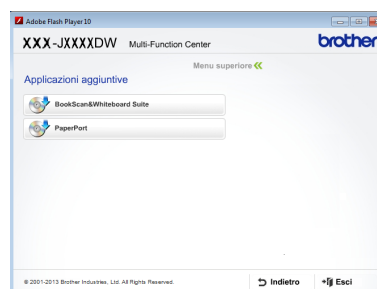 Adobe Flash Player 10
XXX-JXXXXDW Multi-Function Center brother
Menu superiore
Applicazioni aggiuntive
BookScan&Whiteboard Suite
PaperPort
© 2001-2013 Brother Industries, Ltd. All Rights Reserved. Indietro Esci